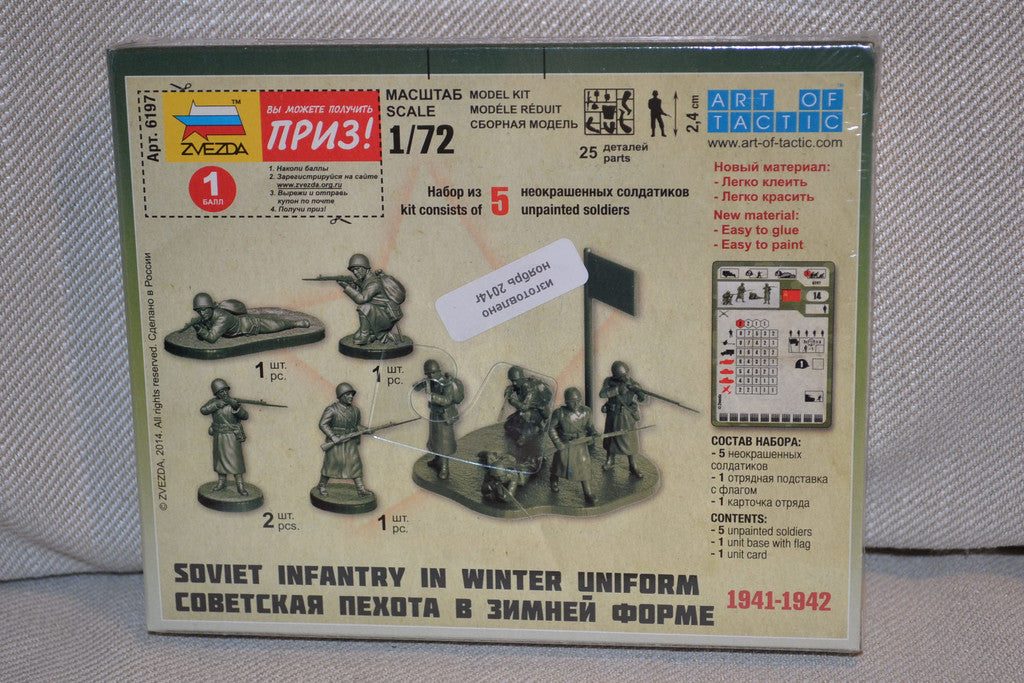 Арт. 6197
ZVEZDA
TM
ВЫ МОЖЕТЕ ПОЛУЧИТЬ
ПРИЗ!
1
БАЛЛ
1. Накопи баллы
2. Зарегистрируйся на сайте
www.zvezda.org.ru
3. Вырежи и отправь
купон по почте
4. Получи приз!
МАСШТАБ
SCALE
1/72
MODEL KIT
MODÈLE RÉDUIT
СБОРНАЯ МОДЕЛЬ
25 деталей
parts
2,4 cm
ART OF
TACTIC
www.art-of-tactic.com
Набор из 5 неокрашенных солдатиков
kit consists of unpainted soldiers
Новый материал:
- Легко клеить
- Легко красить
New material:
- Easy to glue
- Easy to paint
изготовлено
ноябрь 2014г
14
1 шт.
pc.
1 шт.
pc.
2 шт.
pcs.
1 шт.
pc.
© ZVEZDA, 2014. All rights reserved. Сделано в России
СОСТАВ НАБОРА:
- 5 неокрашенных
солдатиков
- 1 отрядная подставка
с флагом
- 1 карточка отряда
CONTENTS:
- 5 unpainted soldiers
- 1 unit base with flag
- 1 unit card
SOVIET INFANTRY IN WINTER UNIFORM
СОВЕТСКАЯ ПЕХОТА В ЗИМНЕЙ ФОРМЕ
1941-1942